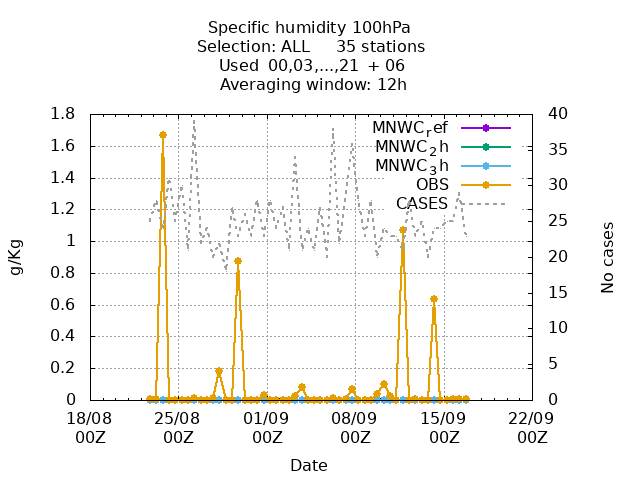 Specific humidity 100hPa
Selection: ALL 35 stations
Used 00,03,...,21 + 06
Averaging window: 12h
1.8
1.6
1.4
1.2
1
0.8
0.6
0.4
0.2
0
g/Kg
40
35
30
25
20
15
10
5
0
No cases
MNWCref
MNWC2h
MNWC3h
OBS
CASES
18/08 25/08 01/09 08/09 15/09 22/09
00Z 00Z 00Z 00Z 00Z 00Z
Date